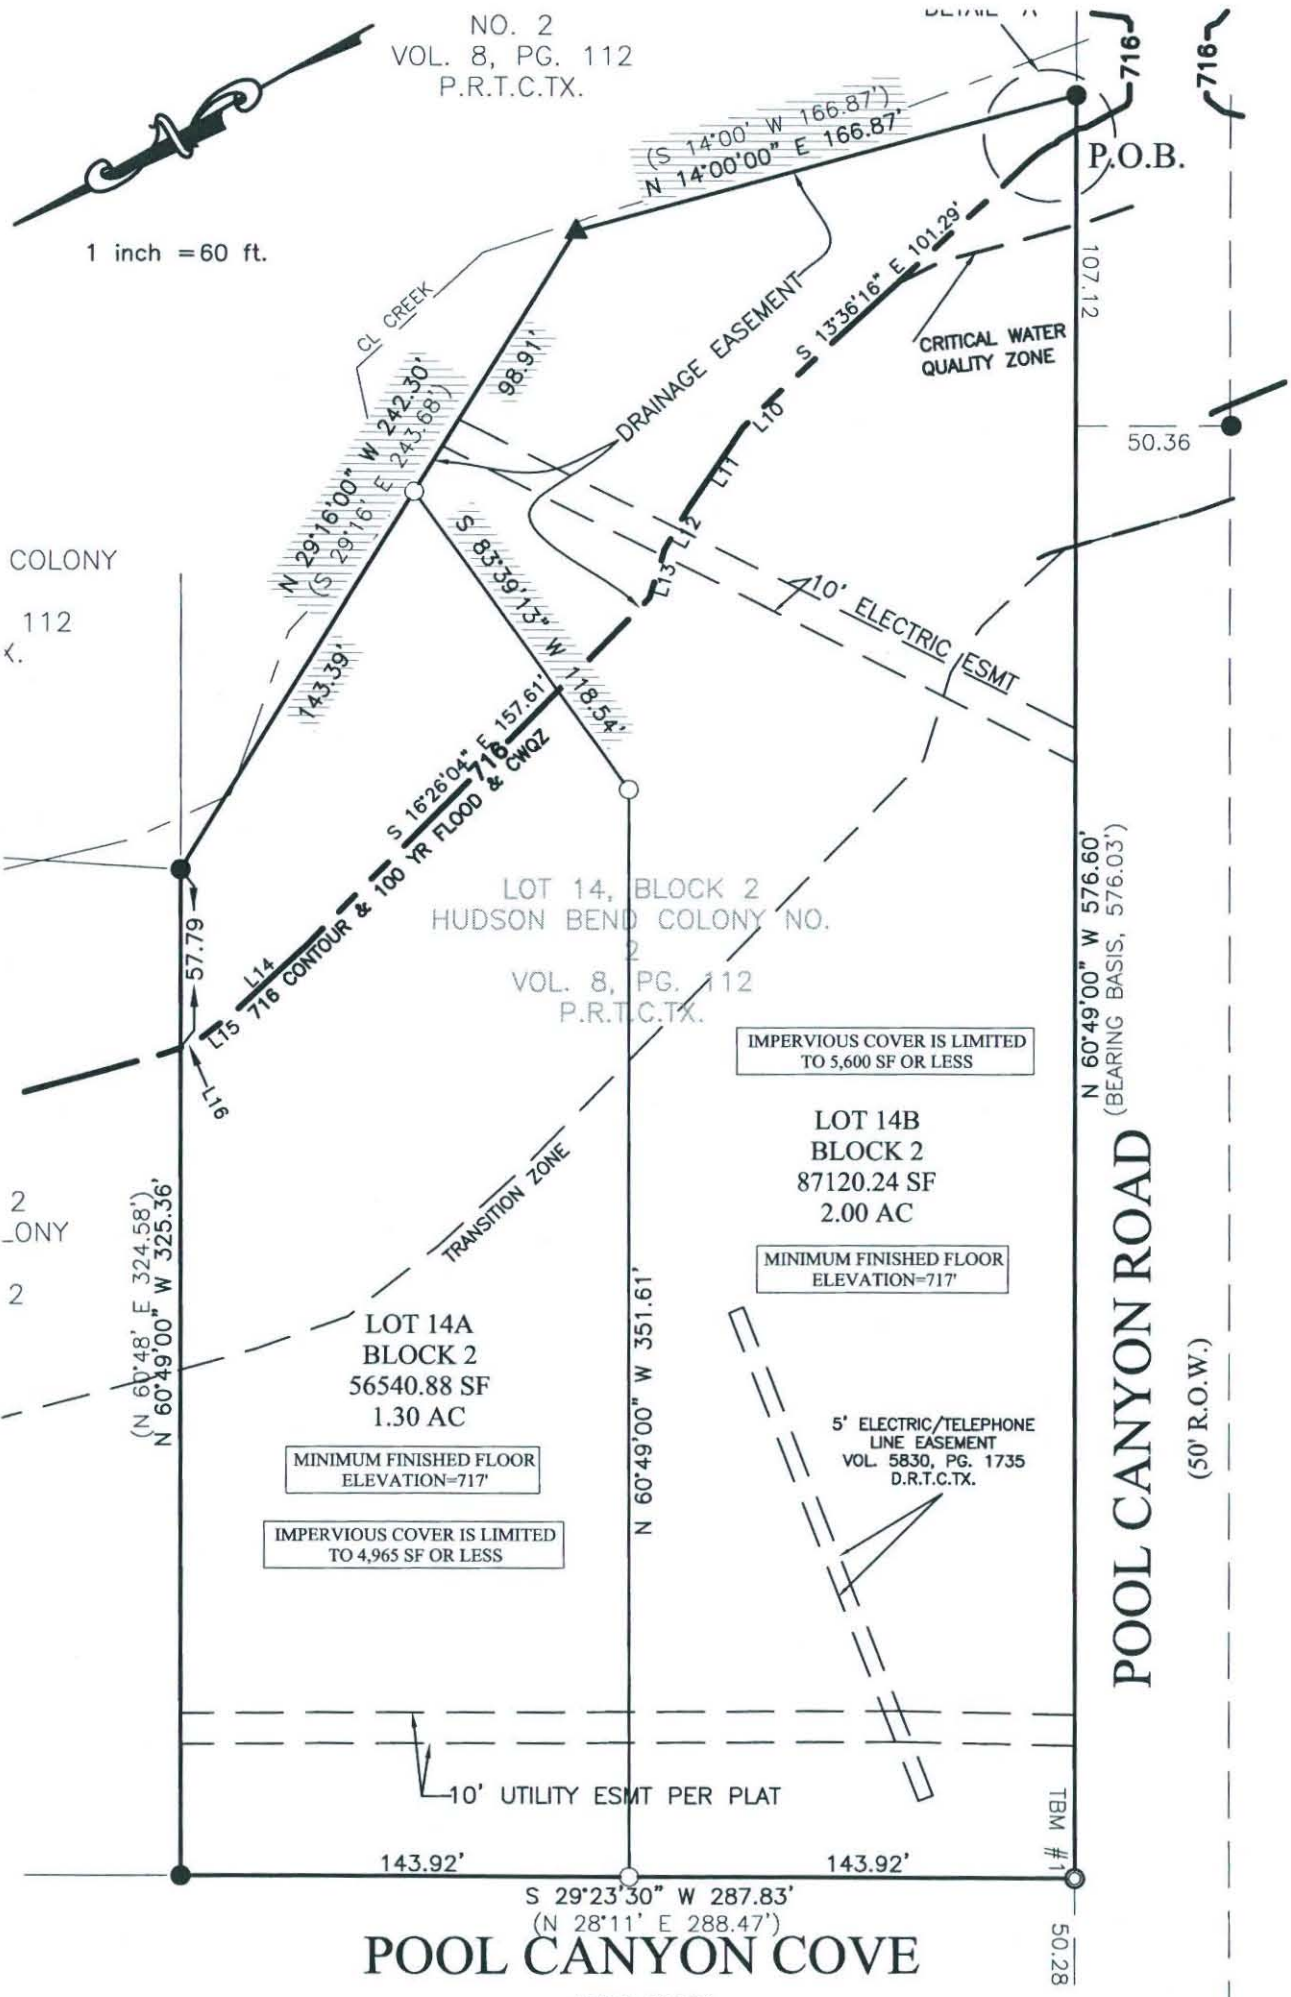 NO. 2
VOL. 8, PG. 112
P.R.T.C.TX.
716
716
(S 14°00' W 166.87')
N 14°00'00" E 166.87'
P.O.B.
1 inch = 60 ft.
CL CREEK
98.91'
DRAINAGE EASEMENT
S 13°36'16" E 101.29'
107.12
CRITICAL WATER
QUALITY ZONE
50.36
L10
L11
L12
L13
N 29°16'00" W 242.30'
(S 29°16' E 243.68')
S 83°39'13" W 118.54'
10' ELECTRIC ESMT
COLONY
112
X.
143.39'
S 16°26'04" E 157.61'
716
716 CONTOUR & 100 YR FLOOD & CWQZ
LOT 14, BLOCK 2
HUDSON BEND COLONY NO.
2
VOL. 8, PG. 112
P.R.T.C.TX.
57.79
L14
L15
L16
N 60°49'00" W 576.60'
(BEARING BASIS, 576.03')
IMPERVIOUS COVER IS LIMITED
TO 5,600 SF OR LESS
LOT 14B
BLOCK 2
87120.24 SF
2.00 AC
MINIMUM FINISHED FLOOR
ELEVATION=717'
TRANSITION ZONE
2
LONY
2
(N 60°48' E 324.58')
N 60°49'00" W 325.36'
LOT 14A
BLOCK 2
56540.88 SF
1.30 AC
MINIMUM FINISHED FLOOR
ELEVATION=717'
IMPERVIOUS COVER IS LIMITED
TO 4,965 SF OR LESS
N 60°49'00" W 351.61'
5' ELECTRIC/TELEPHONE
LINE EASEMENT
VOL. 5830, PG. 1735
D.R.T.C.TX.
POOL CANYON ROAD
(50' R.O.W.)
10' UTILITY ESMT PER PLAT
TBM #1
143.92'
143.92'
S 29°23'30" W 287.83'
(N 28°11' E 288.47')
50.28
POOL CANYON COVE